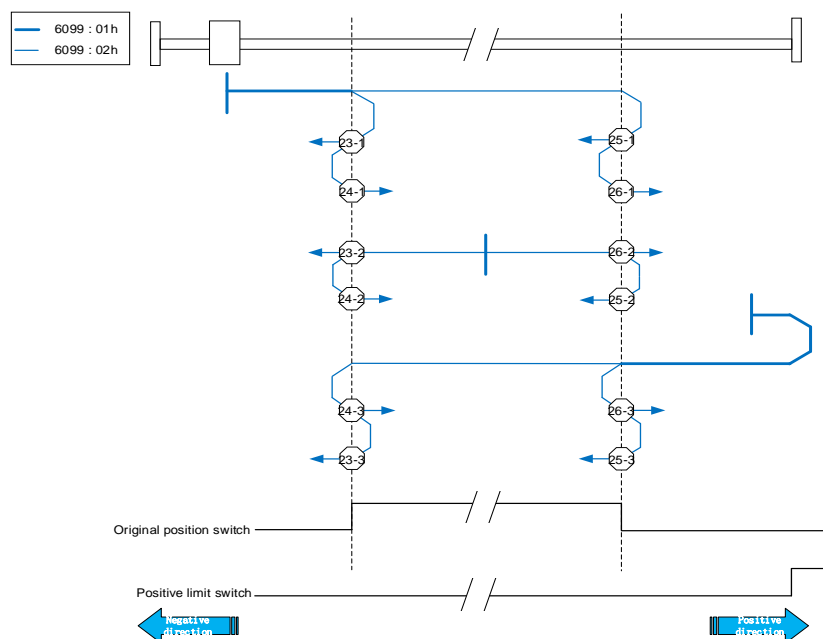 6099 : 01h
6099 : 02h
23-1
25-1
24-1
26-1
23-2
26-2
24-2
25-2
24-3
26-3
23-3
25-3
Original position switch
Positive limit switch
Negative
direction
Positive
direction